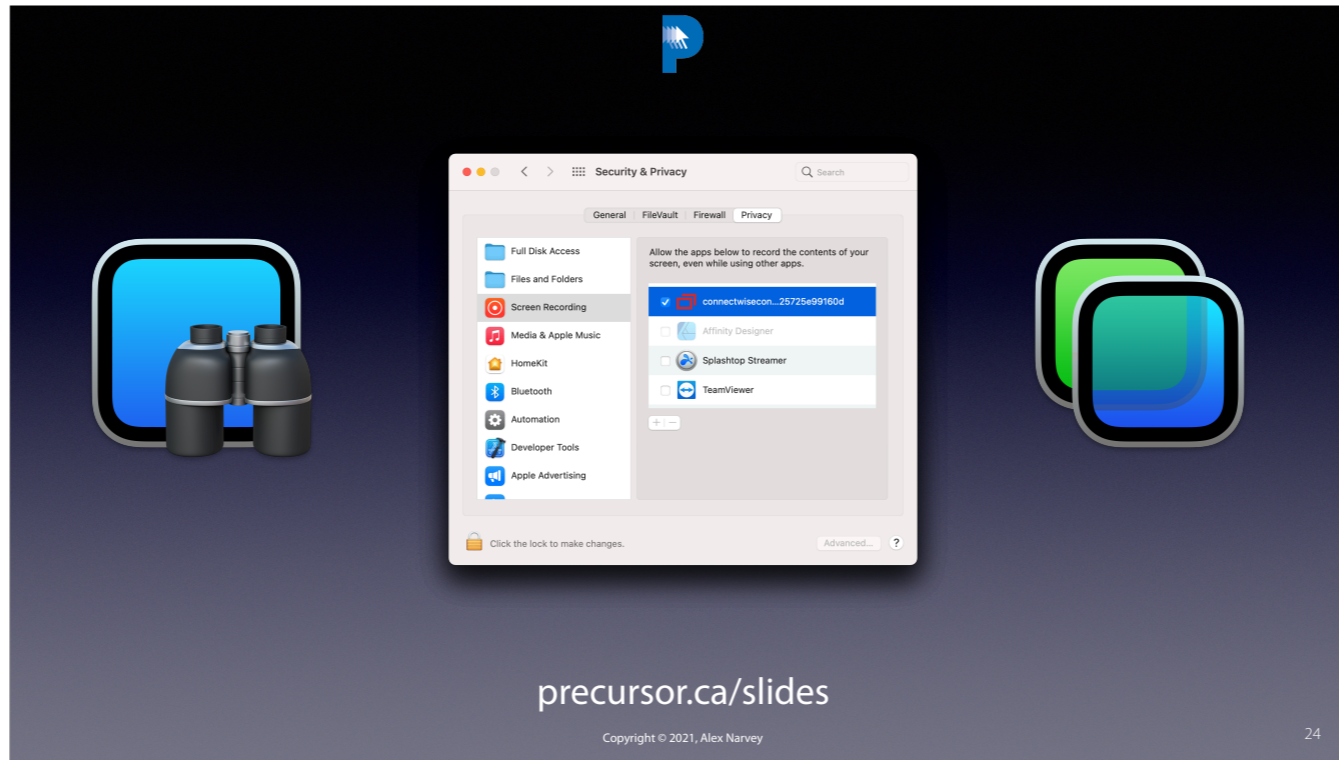 P
Security & Privacy
Search
General
FileVault
Firewall
Privacy
Full Disk Access
Files and Folders
Screen Recording
Media & Apple Music
HomeKit
Bluetooth
Automation
Developer Tools
Apple Advertising
Allow the apps below to record the contents of your
screen, even while using other apps.
connectwisecon...25725e99160d
Affinity Designer
Splashtop Streamer
TeamViewer
+ −
Click the lock to make changes.
Advanced...
?
precursor.ca/slides
Copyright © 2021, Alex Narvey
24